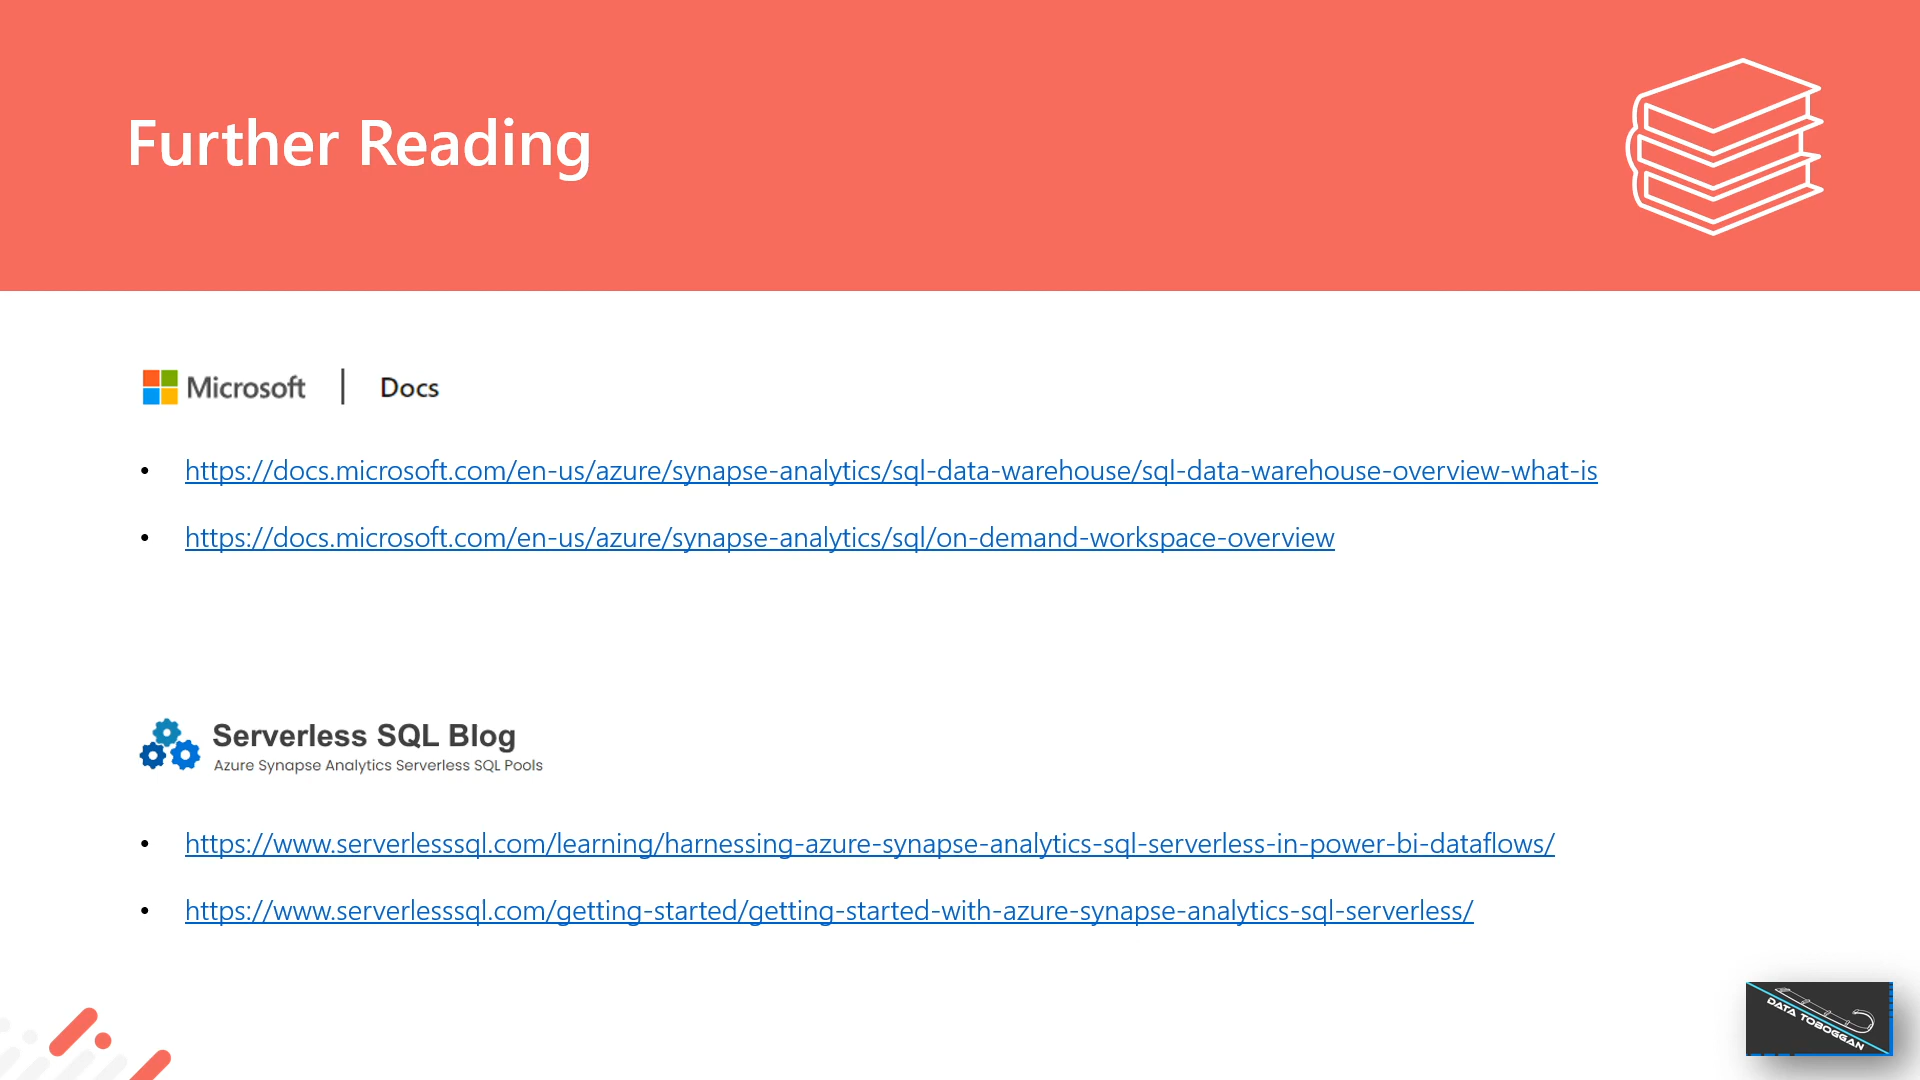 Further Reading
Microsoft | Docs
• https://docs.microsoft.com/en-us/azure/synapse-analytics/sql-data-warehouse/sql-data-warehouse-overview-what-is
• https://docs.microsoft.com/en-us/azure/synapse-analytics/sql/on-demand-workspace-overview
Serverless SQL Blog
Azure Synapse Analytics Serverless SQL Pools
• https://www.serverlesssql.com/learning/harnessing-azure-synapse-analytics-sql-serverless-in-power-bi-dataflows/
• https://www.serverlesssql.com/getting-started/getting-started-with-azure-synapse-analytics-sql-serverless/
DATA TOBOGGAN